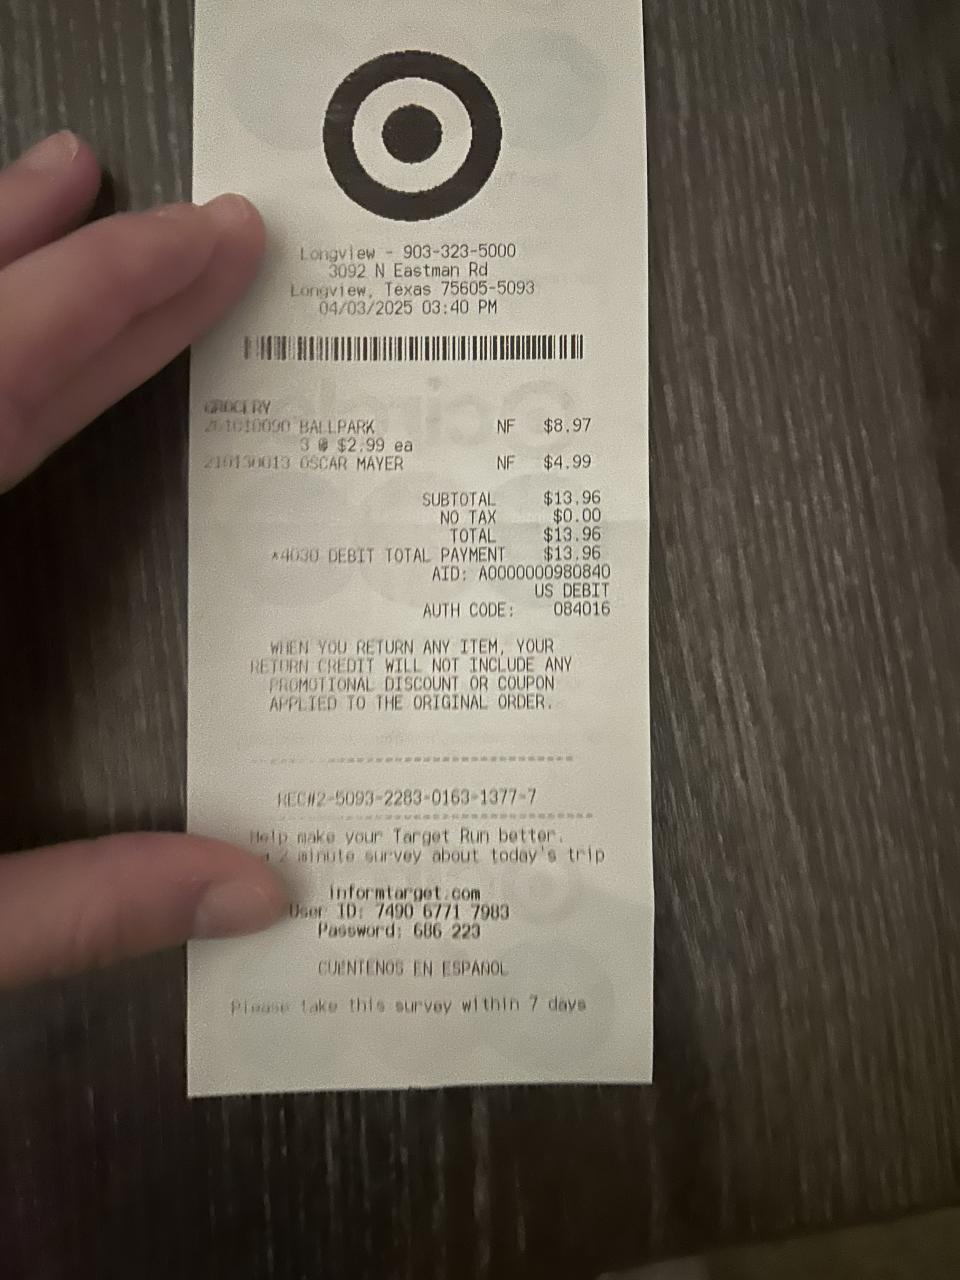 Longview - 903-323-5000
3092 N Eastman Rd
Longview, Texas 75605-5093
04/03/2025 03:40 PM
GROCERY
BALLPARK NF $8.97
3 @ $2.99 ea
OSCAR MAYER NF $4.99
SUBTOTAL $13.96
NO TAX $0.00
TOTAL $13.96
*4030 DEBIT TOTAL PAYMENT $13.96
AID: A0000000980840
US DEBIT
AUTH CODE: 084016
WHEN YOU RETURN ANY ITEM, YOUR
RETURN CREDIT WILL NOT INCLUDE ANY
PROMOTIONAL DISCOUNT OR COUPON
APPLIED TO THE ORIGINAL ORDER.
REC#2-5093-2283-0163-1377-7
Help make your Target Run better.
a 2 minute survey about today's trip
informtarget.com
User ID: 7490 6771 7983
Password: 686 223
CUENTENOS EN ESPAÑOL
Please take this survey within 7 days